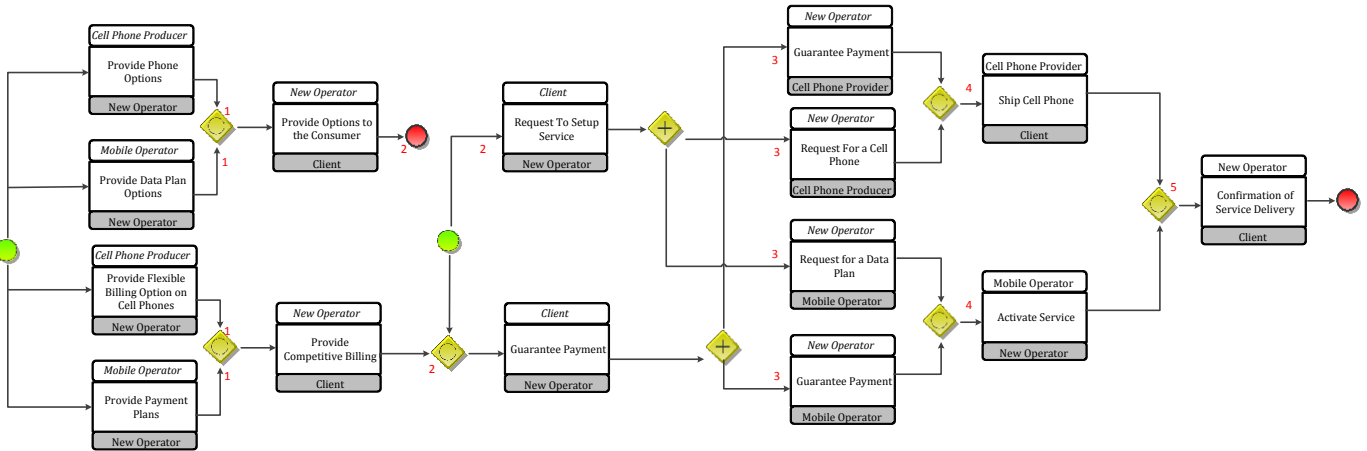 Cell Phone Producer
Provide Phone
Options
New Operator
1
1
Mobile Operator
Provide Data Plan
Options
New Operator
New Operator
Provide Options to
the Consumer
Client
2
Cell Phone Producer
Provide Flexible
Billing Option on
Cell Phones
New Operator
1
1
Mobile Operator
Provide Payment
Plans
New Operator
New Operator
Provide
Competitive Billing
Client
2
2
Client
Request To Setup
Service
New Operator
Client
Guarantee Payment
New Operator
3
New Operator
Guarantee Payment
Cell Phone Provider
3
New Operator
Request For a Cell
Phone
Cell Phone Producer
3
New Operator
Request for a Data
Plan
Mobile Operator
3
New Operator
Guarantee Payment
Mobile Operator
4
Cell Phone Provider
Ship Cell Phone
Client
4
Mobile Operator
Activate Service
New Operator
5
New Operator
Confirmation of
Service Delivery
Client